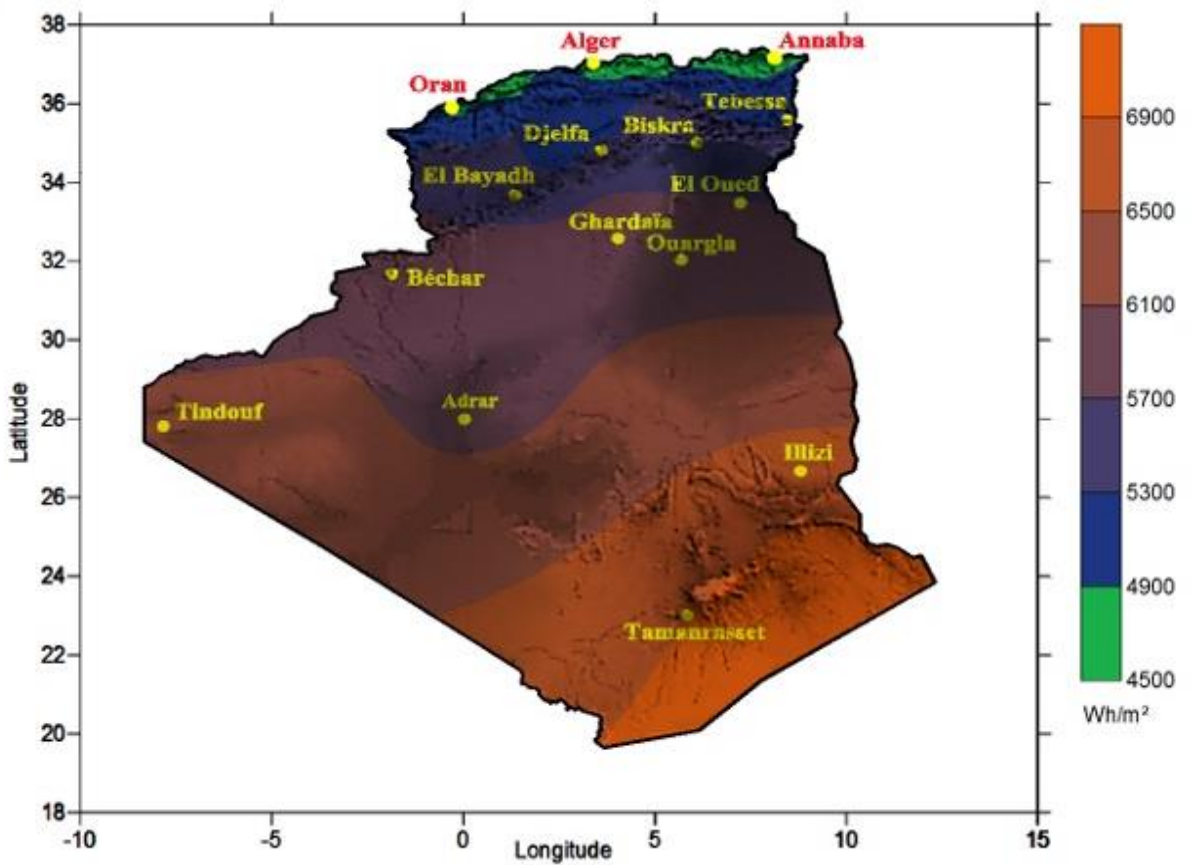 38
36
34
32
30
28
26
24
22
20
18
Latitude
-10
-5
0
5
10
15
Longitude
Alger
Annaba
Oran
Tebessa
Biskra
Djelfa
El Bayadh
El Oued
Ghardaïa
Ouargla
Béchar
Adrar
Tindouf
Illizi
Tamanrasset
6900
6500
6100
5700
5300
4900
4500
Wh/m²